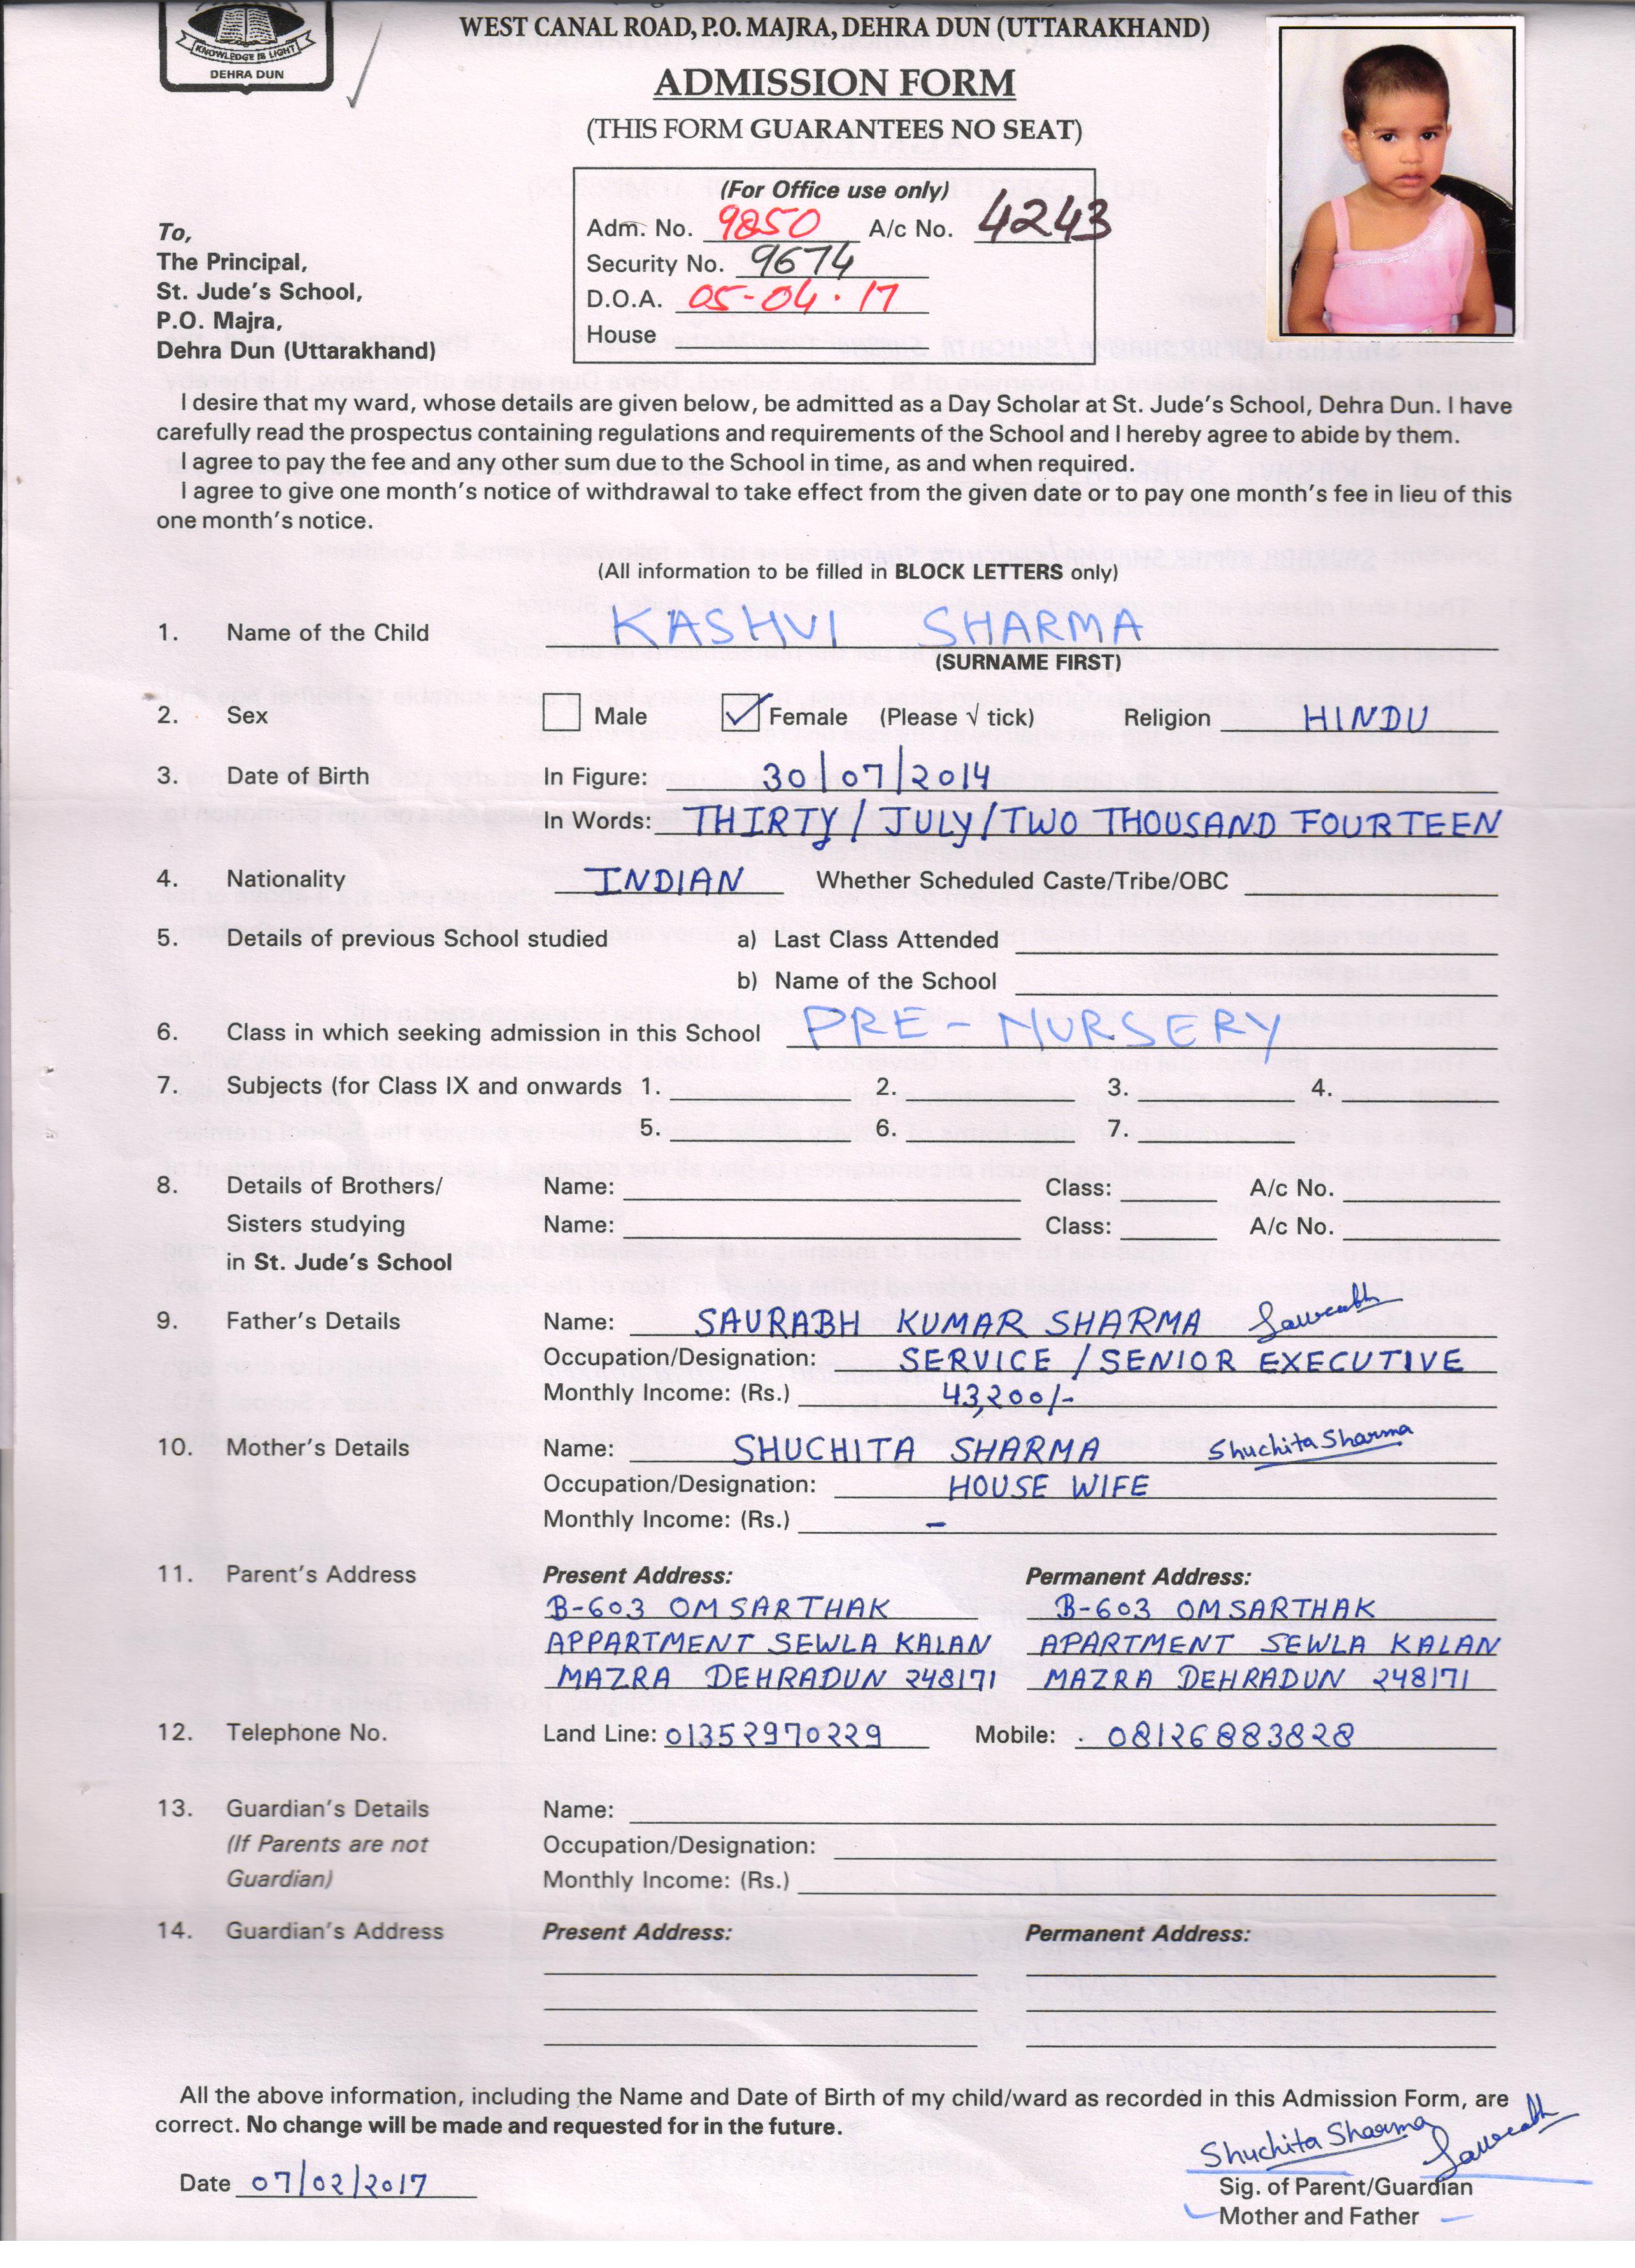 KNOWLEDGE IS LIGHT
DEHRA DUN
WEST CANAL ROAD, P.O. MAJRA, DEHRA DUN (UTTARAKHAND)
ADMISSION FORM
(THIS FORM GUARANTEES NO SEAT)
(For Office use only)
Adm. No. 9850 A/c No. 4243
Security No. 9674
D.O.A. 05-04.17
House
To,
The Principal,
St. Jude's School,
P.O. Majra,
Dehra Dun (Uttarakhand)
I desire that my ward, whose details are given below, be admitted as a Day Scholar at St. Jude's School, Dehra Dun. I have
carefully read the prospectus containing regulations and requirements of the School and I hereby agree to abide by them.
I agree to pay the fee and any other sum due to the School in time, as and when required.
I agree to give one month's notice of withdrawal to take effect from the given date or to pay one month's fee in lieu of this
one month's notice.
(All information to be filled in BLOCK LETTERS only)
1. Name of the Child KASHVI SHARMA
(SURNAME FIRST)
2. Sex Male Female (Please √ tick) Religion HINDU
3. Date of Birth In Figure: 30/07/2014
In Words: THIRTY/JULY/TWO THOUSAND FOURTEEN
4. Nationality INDIAN Whether Scheduled Caste/Tribe/OBC
5. Details of previous School studied a) Last Class Attended
b) Name of the School
6. Class in which seeking admission in this School PRE-NURSERY
7. Subjects (for Class IX and onwards 1. 2. 3. 4.
5. 6. 7.
8. Details of Brothers/ Name: Class: A/c No.
Sisters studying Name: Class: A/c No.
in St. Jude's School
9. Father's Details Name: SAURABH KUMAR SHARMA Saurabh
Occupation/Designation: SERVICE / SENIOR EXECUTIVE
Monthly Income: (Rs.) 43,200/-
10. Mother's Details Name: SHUCHITA SHARMA Shuchita Sharma
Occupation/Designation: HOUSE WIFE
Monthly Income: (Rs.) -
11. Parent's Address Present Address: Permanent Address:
B-603 OM SARTHAK B-603 OM SARTHAK
APPARTMENT SEWLA KALAN APARTMENT SEWLA KALAN
MAZRA DEHRADUN 248171 MAZRA DEHRADUN 248171
12. Telephone No. Land Line: 01352970229 Mobile: . 08126883828
13. Guardian's Details Name:
(If Parents are not Occupation/Designation:
Guardian) Monthly Income: (Rs.)
14. Guardian's Address Present Address: Permanent Address:
All the above information, including the Name and Date of Birth of my child/ward as recorded in this Admission Form, are
correct. No change will be made and requested for in the future.
Shuchita Sharma Saurabh
Date 07/02/2017
Sig. of Parent/Guardian
Mother and Father